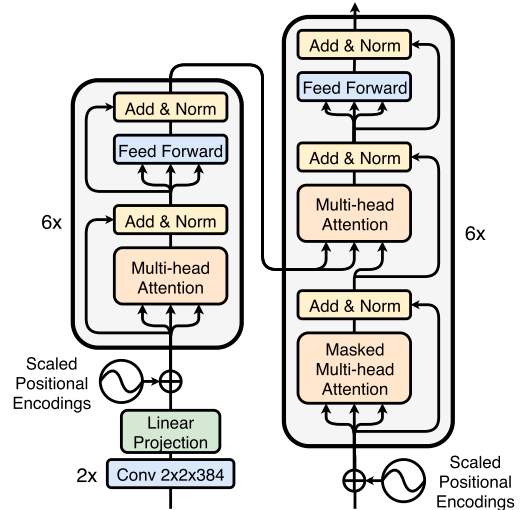 Add & Norm
Feed Forward
6x
Add & Norm
Multi-head
Attention
Scaled
Positional
Encodings
Linear
Projection
2x
Conv 2x2x384
Add & Norm
Feed Forward
Add & Norm
Multi-head
Attention
6x
Add & Norm
Masked
Multi-head
Attention
Scaled
Positional
Encodings